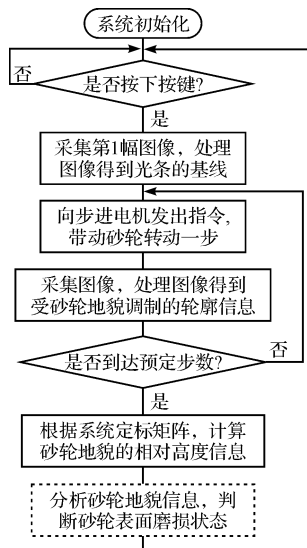 系统初始化
否
是否按下按键?
是
采集第1幅图像，处理
图像得到光条的基线
向步进电机发出指令,
带动砂轮转动一步
采集图像，处理图像得到
受砂轮地貌调制的轮廓信息
否
是否到达预定步数?
是
根据系统定标矩阵，计算
砂轮地貌的相对高度信息
分析砂轮地貌信息，判
断砂轮表面磨损状态